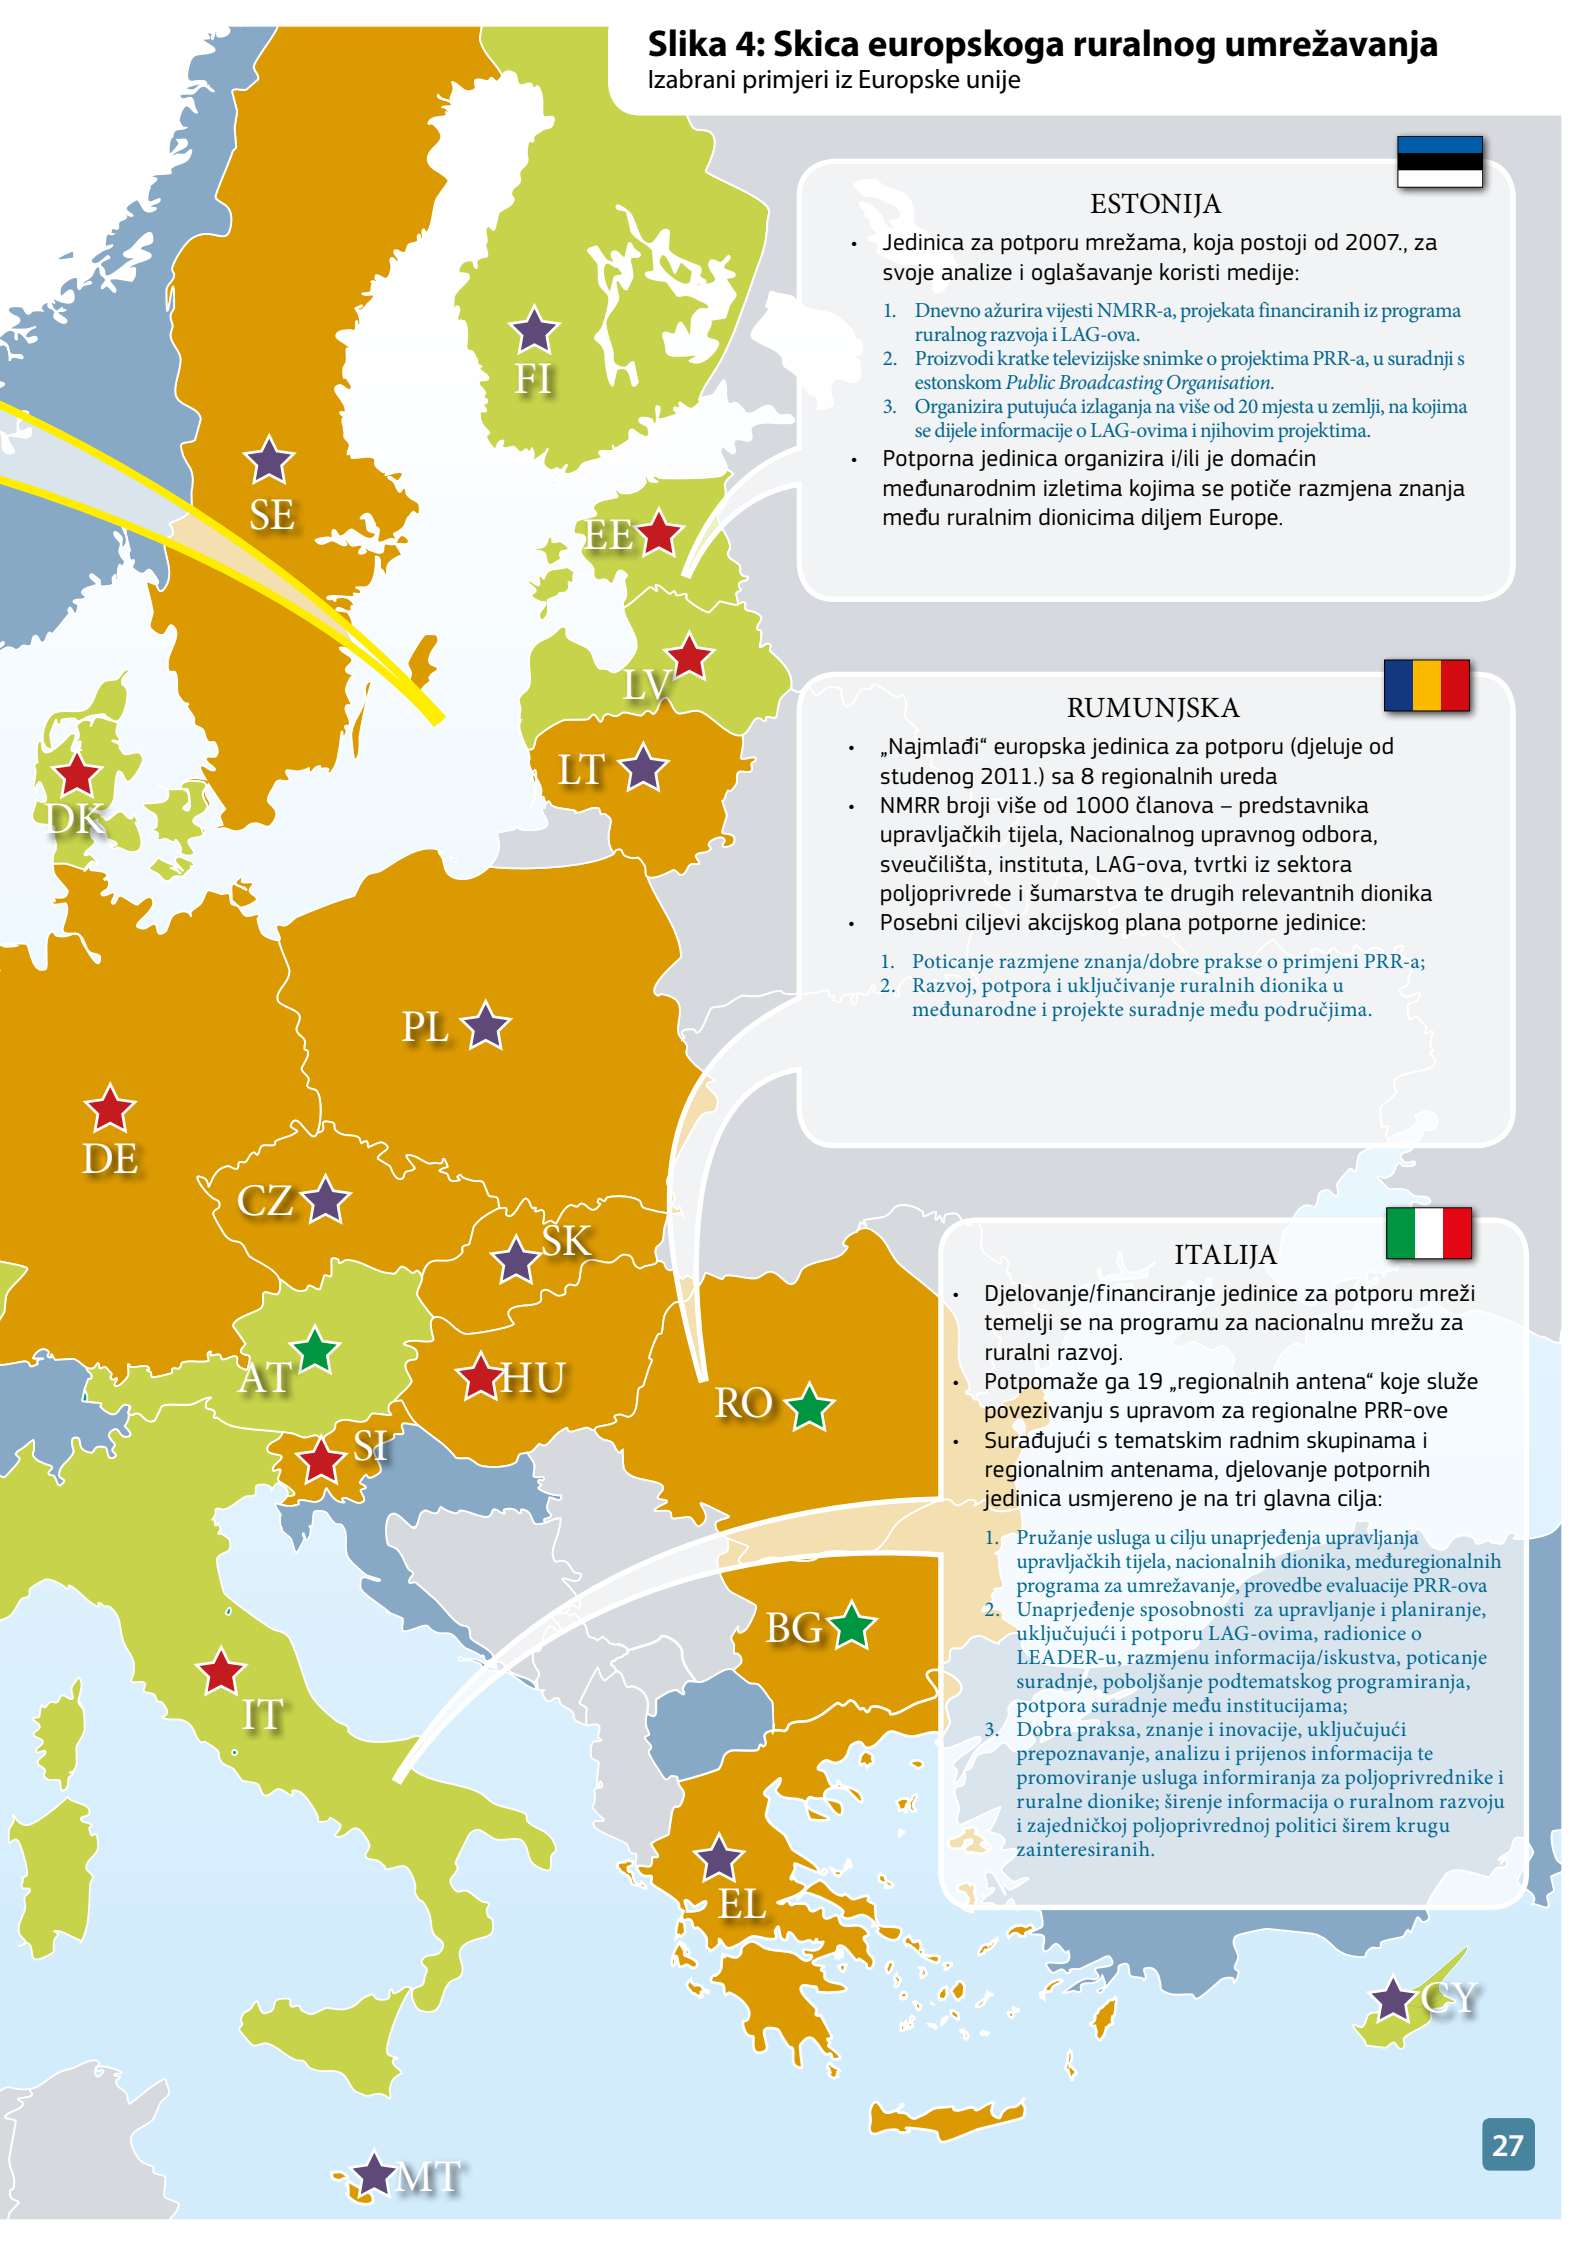 Slika 4: Skica europskoga ruralnog umrežavanja
Izabrani primjeri iz Europske unije
ESTONIJA
• Jedinica za potporu mrežama, koja postoji od 2007., za
svoje analize i oglašavanje koristi medije:
1. Dnevno ažurira vijesti NMRR-a, projekata financiranih iz programa
ruralnog razvoja i LAG-ova.
2. Proizvodi kratke televizijske snimke o projektima PRR-a, u suradnji s
estonskom Public Broadcasting Organisation.
3. Organizira putujuća izlaganja na više od 20 mjesta u zemlji, na kojima
se dijele informacije o LAG-ovima i njihovim projektima.
• Potporna jedinica organizira i/ili je domaćin
međunarodnim izletima kojima se potiče razmjena znanja
među ruralnim dionicima diljem Europe.
RUMUNJSKA
• „Najmlađi“ europska jedinica za potporu (djeluje od
studenog 2011.) sa 8 regionalnih ureda
• NMRR broji više od 1000 članova – predstavnika
upravljačkih tijela, Nacionalnog upravnog odbora,
sveučilišta, instituta, LAG-ova, tvrtki iz sektora
poljoprivrede i šumarstva te drugih relevantnih dionika
• Posebni ciljevi akcijskog plana potporne jedinice:
1. Poticanje razmjene znanja/dobre prakse o primjeni PRR-a;
2. Razvoj, potpora i uključivanje ruralnih dionika u
međunarodne i projekte suradnje među područjima.
ITALIJA
• Djelovanje/financiranje jedinice za potporu mreži
temelji se na programu za nacionalnu mrežu za
ruralni razvoj.
• Potpomaže ga 19 „regionalnih antena“ koje služe
povezivanju s upravom za regionalne PRR-ove
• Surađujući s tematskim radnim skupinama i
regionalnim antenama, djelovanje potpornih
jedinica usmjereno je na tri glavna cilja:
1. Pružanje usluga u cilju unaprjeđenja upravljanja
upravljačkih tijela, nacionalnih dionika, međuregionalnih
programa za umrežavanje, provedbe evaluacije PRR-ova
2. Unaprjeđenje sposobnosti za upravljanje i planiranje,
uključujući i potporu LAG-ovima, radionice o
LEADER-u, razmjenu informacija/iskustva, poticanje
suradnje, poboljšanje podtematskog programiranja,
potpora suradnje među institucijama;
3. Dobra praksa, znanje i inovacije, uključujući
prepoznavanje, analizu i prijenos informacija te
promoviranje usluga informiranja za poljoprivrednike i
ruralne dionike; širenje informacija o ruralnom razvoju
i zajedničkoj poljoprivrednoj politici širem krugu
zainteresiranih.
FI
SE
EE
LV
LT
DK
PL
DE
CZ
SK
AT
HU
RO
SI
BG
IT
EL
CY
MT
27